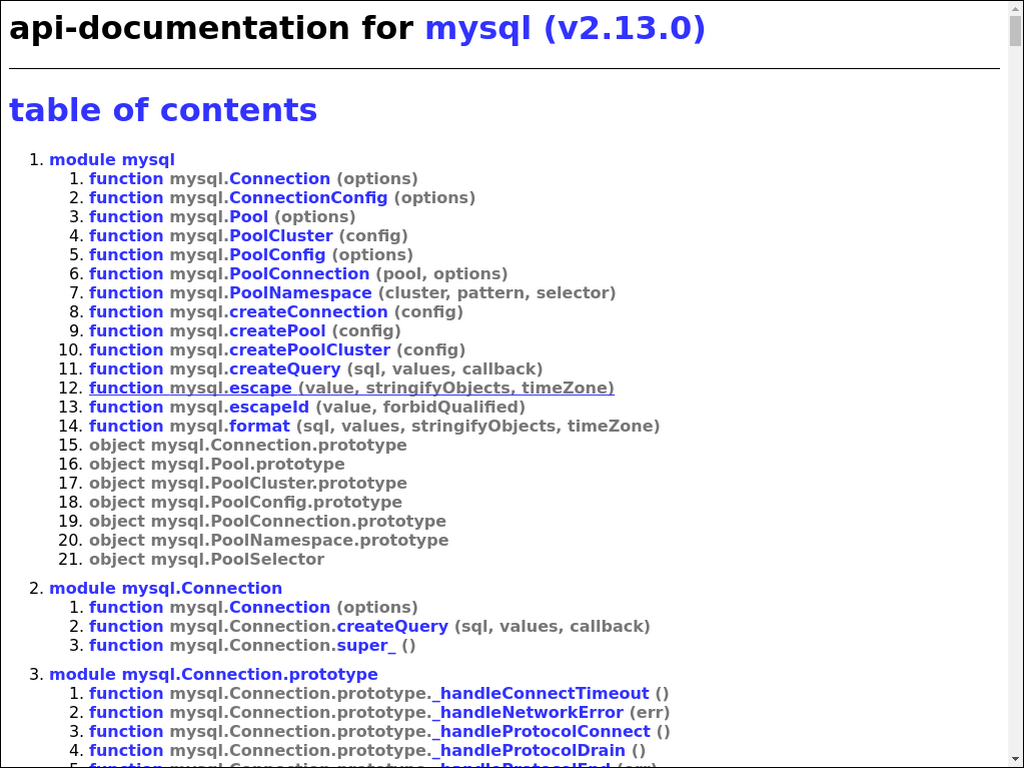 api-documentation for mysql (v2.13.0)
table of contents
1. module mysql
1. function mysql.Connection (options)
2. function mysql.ConnectionConfig (options)
3. function mysql.Pool (options)
4. function mysql.PoolCluster (config)
5. function mysql.PoolConfig (options)
6. function mysql.PoolConnection (pool, options)
7. function mysql.PoolNamespace (cluster, pattern, selector)
8. function mysql.createConnection (config)
9. function mysql.createPool (config)
10. function mysql.createPoolCluster (config)
11. function mysql.createQuery (sql, values, callback)
12. function mysql.escape (value, stringifyObjects, timeZone)
13. function mysql.escapeId (value, forbidQualified)
14. function mysql.format (sql, values, stringifyObjects, timeZone)
15. object mysql.Connection.prototype
16. object mysql.Pool.prototype
17. object mysql.PoolCluster.prototype
18. object mysql.PoolConfig.prototype
19. object mysql.PoolConnection.prototype
20. object mysql.PoolNamespace.prototype
21. object mysql.PoolSelector
2. module mysql.Connection
1. function mysql.Connection (options)
2. function mysql.Connection.createQuery (sql, values, callback)
3. function mysql.Connection.super_ ()
3. module mysql.Connection.prototype
1. function mysql.Connection.prototype._handleConnectTimeout ()
2. function mysql.Connection.prototype._handleNetworkError (err)
3. function mysql.Connection.prototype._handleProtocolConnect ()
4. function mysql.Connection.prototype._handleProtocolDrain ()
5. function mysql.Connection.prototype._handleProtocolEnd (err)